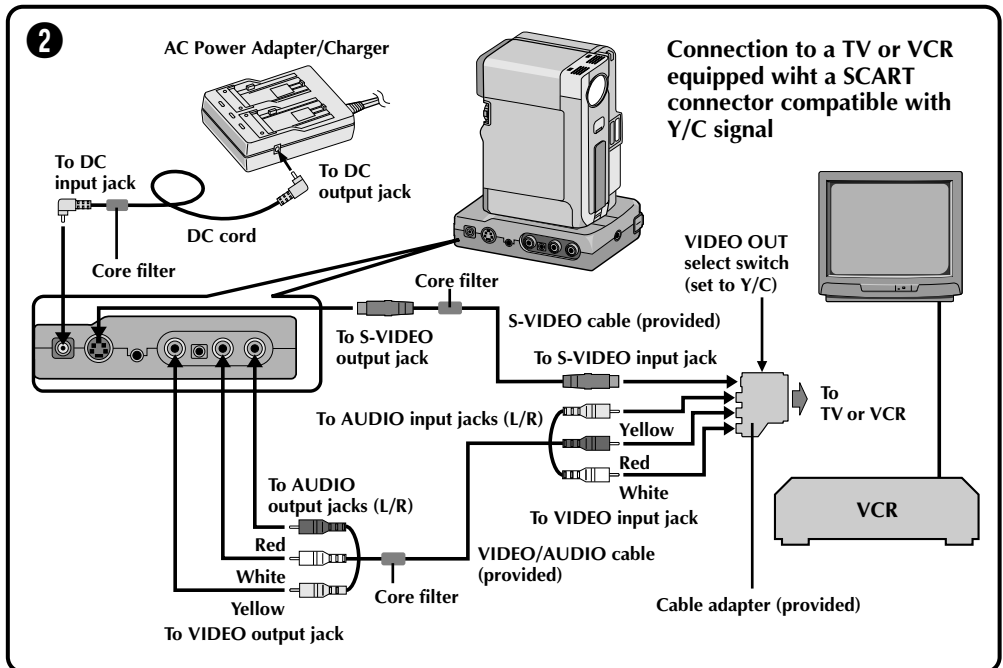 2
AC Power Adapter/Charger
Connection to a TV or VCR
equipped wiht a SCART
connector compatible with
Y/C signal
To DC
input jack
To DC
output jack
DC cord
Core filter
VIDEO OUT
select switch
(set to Y/C)
Core filter
S-VIDEO cable (provided)
To S-VIDEO
output jack
To S-VIDEO input jack
To
TV or VCR
To AUDIO input jacks (L/R)
Yellow
Red
White
To VIDEO input jack
To AUDIO
output jacks (L/R)
Red
White
Yellow
To VIDEO output jack
Core filter
VIDEO/AUDIO cable
(provided)
VCR
Cable adapter (provided)